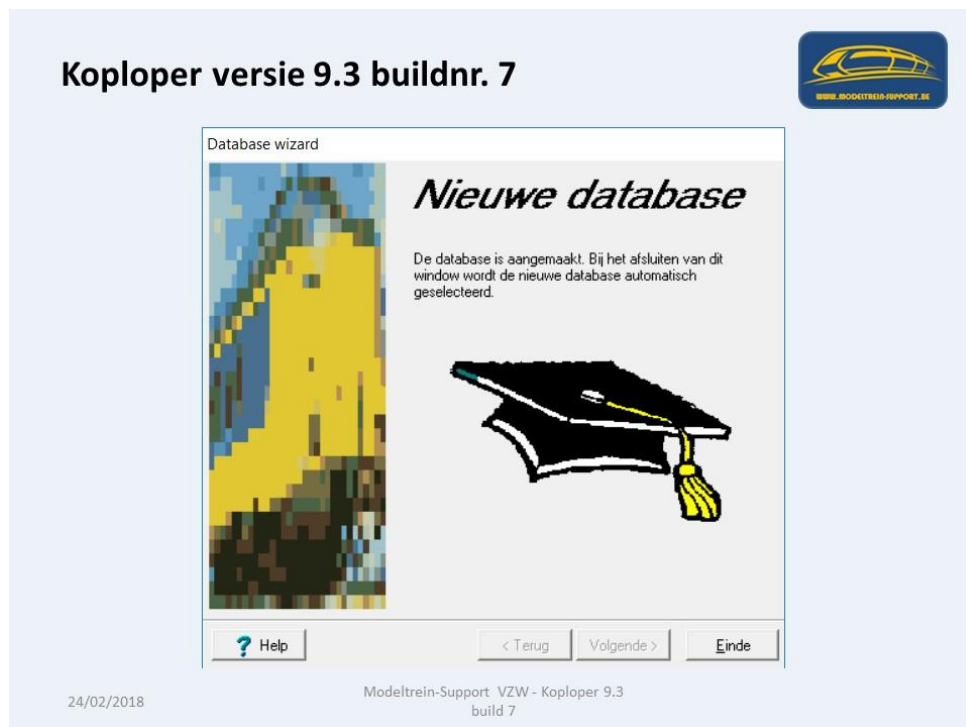 Koploper versie 9.3 buildnr. 7
WWW.MODELTREIN-SUPPORT.BE
Database wizard
Nieuwe database
De database is aangemaakt. Bij het afsluiten van dit
window wordt de nieuwe database automatisch
geselecteerd.
? Help
< Terug
Volgende >
Einde
24/02/2018
Modeltrein-Support VZW - Koploper 9.3
build 7